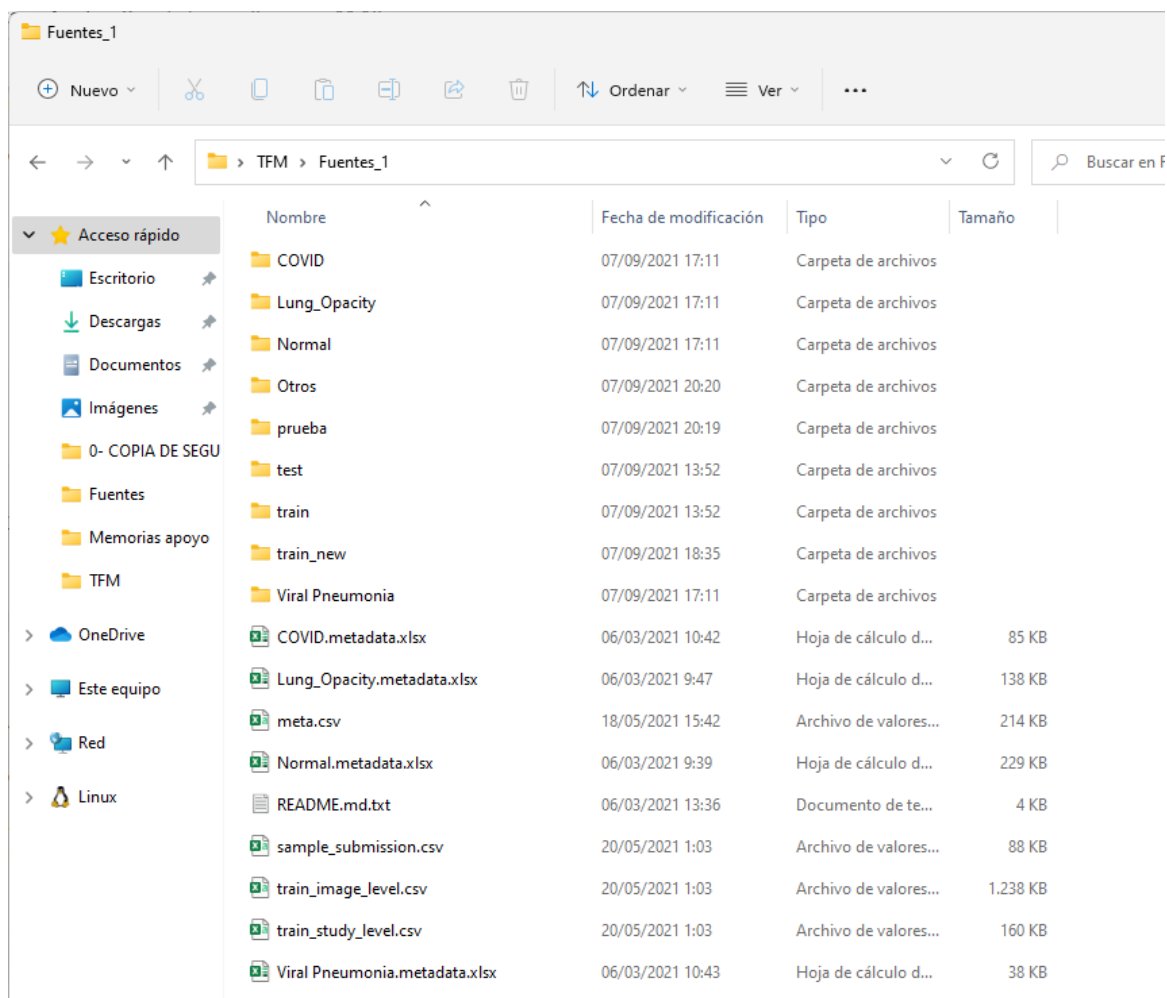 Fuentes_1
Nuevo Ordenar Ver
TFM > Fuentes_1 Buscar en F
Nombre Fecha de modificación Tipo Tamaño
Acceso rápido
Escritorio
Descargas
Documentos
Imágenes
0- COPIA DE SEGU
Fuentes
Memorias apoyo
TFM
OneDrive
Este equipo
Red
Linux
COVID 07/09/2021 17:11 Carpeta de archivos
Lung_Opacity 07/09/2021 17:11 Carpeta de archivos
Normal 07/09/2021 17:11 Carpeta de archivos
Otros 07/09/2021 20:20 Carpeta de archivos
prueba 07/09/2021 20:19 Carpeta de archivos
test 07/09/2021 13:52 Carpeta de archivos
train 07/09/2021 13:52 Carpeta de archivos
train_new 07/09/2021 18:35 Carpeta de archivos
Viral Pneumonia 07/09/2021 17:11 Carpeta de archivos
COVID.metadata.xlsx 06/03/2021 10:42 Hoja de cálculo d... 85 KB
Lung_Opacity.metadata.xlsx 06/03/2021 9:47 Hoja de cálculo d... 138 KB
meta.csv 18/05/2021 15:42 Archivo de valores... 214 KB
Normal.metadata.xlsx 06/03/2021 9:39 Hoja de cálculo d... 229 KB
README.md.txt 06/03/2021 13:36 Documento de te... 4 KB
sample_submission.csv 20/05/2021 1:03 Archivo de valores... 88 KB
train_image_level.csv 20/05/2021 1:03 Archivo de valores... 1.238 KB
train_study_level.csv 20/05/2021 1:03 Archivo de valores... 160 KB
Viral Pneumonia.metadata.xlsx 06/03/2021 10:43 Hoja de cálculo d... 38 KB